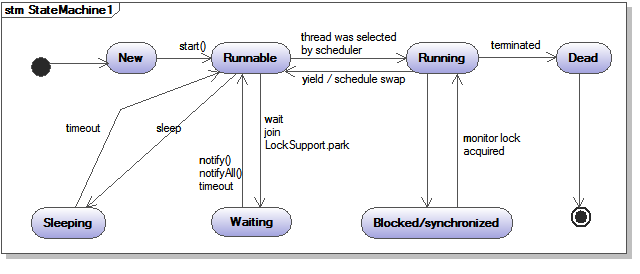 stm StateMachine1
New
start()
Runnable
thread was selected
by scheduler
yield / schedule swap
Running
terminated
Dead
timeout
sleep
wait
join
LockSupport.park
notify()
notifyAll()
timeout
monitor lock
acquired
Sleeping
Waiting
Blocked/synchronized